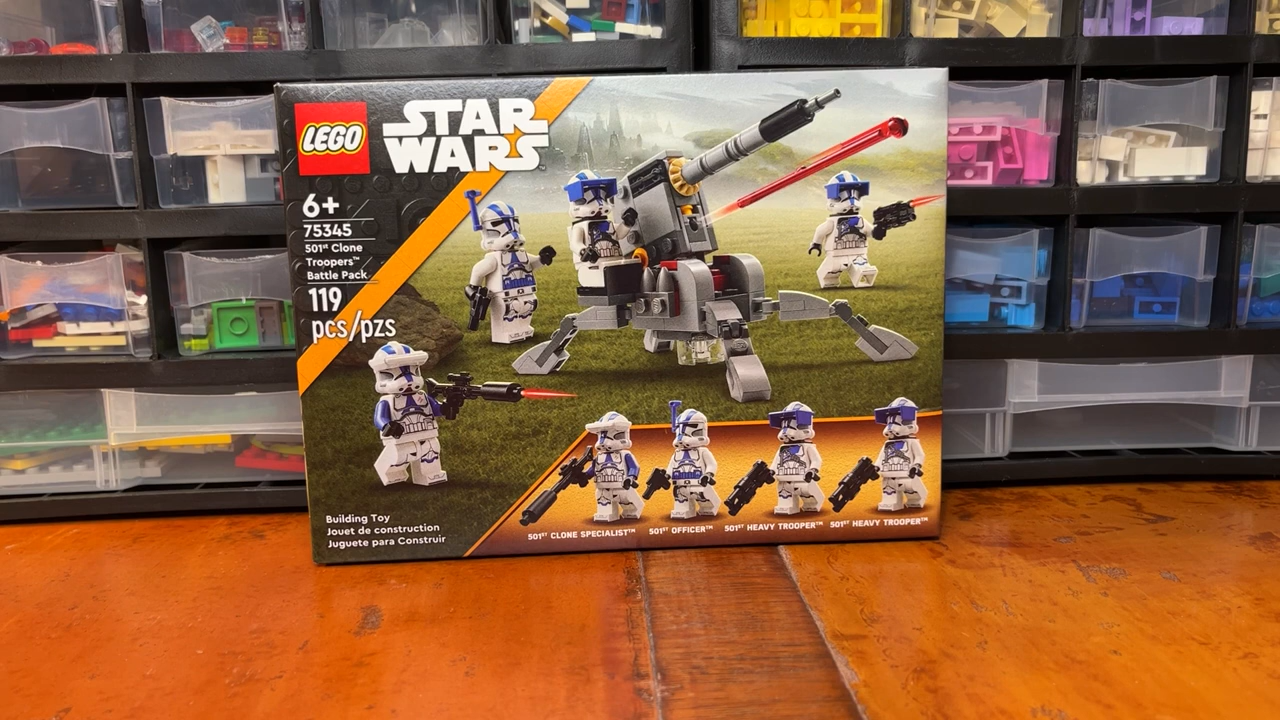 LEGO
STAR
WARS™
6+
75345
501ST Clone
Troopers™
Battle Pack
119
pcs/pzs
Building Toy
Jouet de construction
Juguete para Construir
501ST CLONE SPECIALIST™
501ST OFFICER™
501ST HEAVY TROOPER™
501ST HEAVY TROOPER™